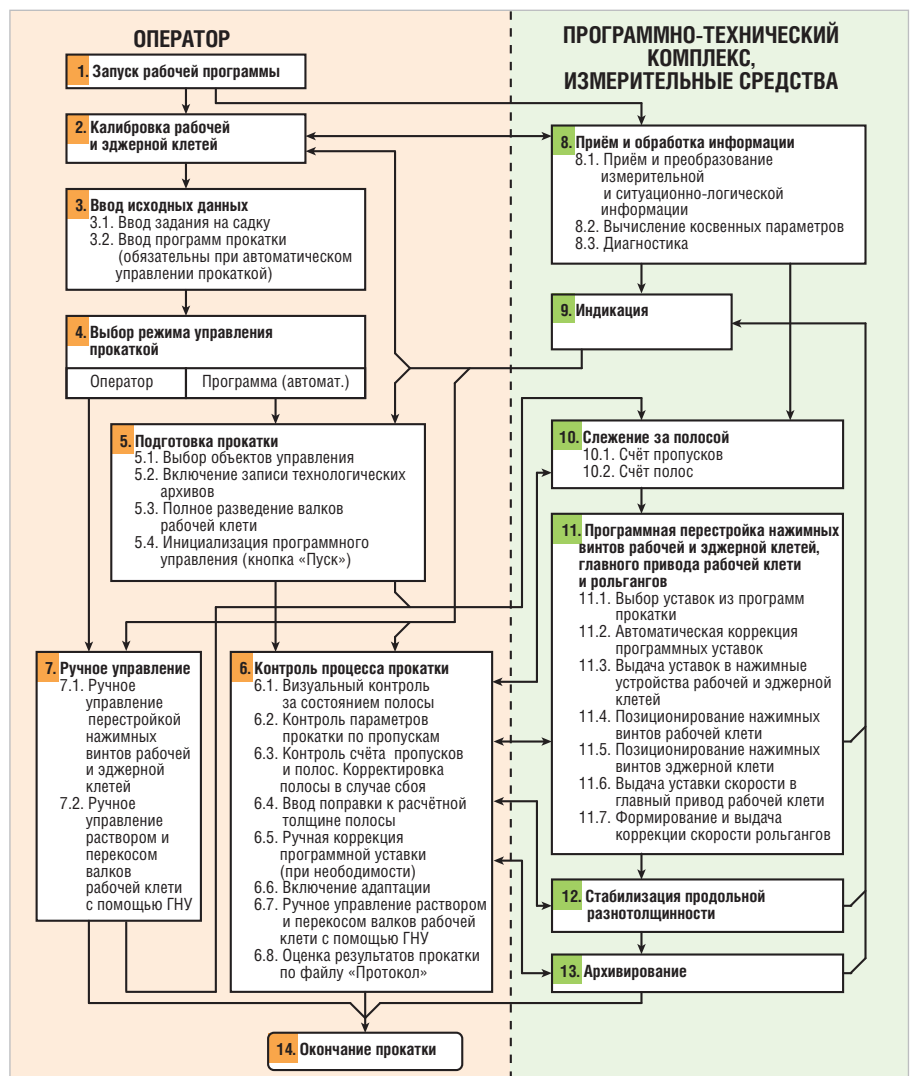 ОПЕРАТОР
1. Запуск рабочей программы
2. Калибровка рабочей
и эджерной клетей
3. Ввод исходных данных
3.1. Ввод задания на садку
3.2. Ввод программ прокатки
(обязательны при автоматическом
управлении прокаткой)
4. Выбор режима управления
прокаткой
Оператор
Программа (автомат.)
5. Подготовка прокатки
5.1. Выбор объектов управления
5.2. Включение записи технологических
архивов
5.3. Полное разведение валков
рабочей клети
5.4. Инициализация программного
управления (кнопка «Пуск»)
7. Ручное управление
7.1. Ручное
управление
перестройкой
нажимных
винтов рабочей
и эджерной
клетей
7.2. Ручное
управление
раствором и
перекосом
валков
рабочей клети
с помощью ГНУ
6. Контроль процесса прокатки
6.1. Визуальный контроль
за состоянием полосы
6.2. Контроль параметров
прокатки по пропускам
6.3. Контроль счёта пропусков
и полос. Корректировка
полосы в случае сбоя
6.4. Ввод поправки к расчётной
толщине полосы
6.5. Ручная коррекция
программной уставки
(при неободимости)
6.6. Включение адаптации
6.7. Ручное управление раствором
и перекосом валков рабочей
клети с помощью ГНУ
6.8. Оценка результатов прокатки
по файлу «Протокол»
14. Окончание прокатки
ПРОГРАММНО-ТЕХНИЧЕСКИЙ
КОМПЛЕКС,
ИЗМЕРИТЕЛЬНЫЕ СРЕДСТВА
8. Приём и обработка информации
8.1. Приём и преобразование
измерительной
и ситуационно-логической
информации
8.2. Вычисление косвенных параметров
8.3. Диагностика
9. Индикация
10. Слежение за полосой
10.1. Счёт пропусков
10.2. Счёт полос
11. Программная перестройка нажимных
винтов рабочей и эджерной клетей,
главного привода рабочей клети
и рольгангов
11.1. Выбор уставок из программ
прокатки
11.2. Автоматическая коррекция
программных уставок
11.3. Выдача уставок в нажимные
устройства рабочей и эджерной
клетей
11.4. Позиционирование нажимных
винтов рабочей клети
11.5. Позиционирование нажимных
винтов эджерной клети
11.6. Выдача уставки скорости в
главный привод рабочей клети
11.7. Формирование и выдача
коррекции скорости рольгангов
12. Стабилизация продольной
разнотолщинности
13. Архивирование